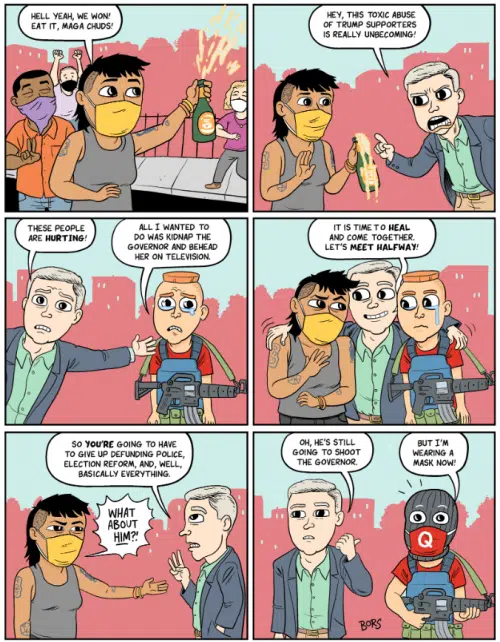 HELL YEAH, WE WON!
EAT IT, MAGA CHUDS!
HEY, THIS TOXIC ABUSE
OF TRUMP SUPPORTERS
IS REALLY UNBECOMING!
THESE PEOPLE
ARE HURTING!
ALL I WANTED TO
DO WAS KIDNAP THE
GOVERNOR AND BEHEAD
HER ON TELEVISION.
IT IS TIME TO HEAL
AND COME TOGETHER.
LET'S MEET HALFWAY!
SO YOU'RE GOING TO HAVE
TO GIVE UP DEFUNDING POLICE,
ELECTION REFORM, AND, WELL,
BASICALLY EVERYTHING.
WHAT
ABOUT
HIM?!
OH, HE'S STILL
GOING TO SHOOT
THE GOVERNOR.
BUT I'M
WEARING A
MASK NOW!
Q
BORS